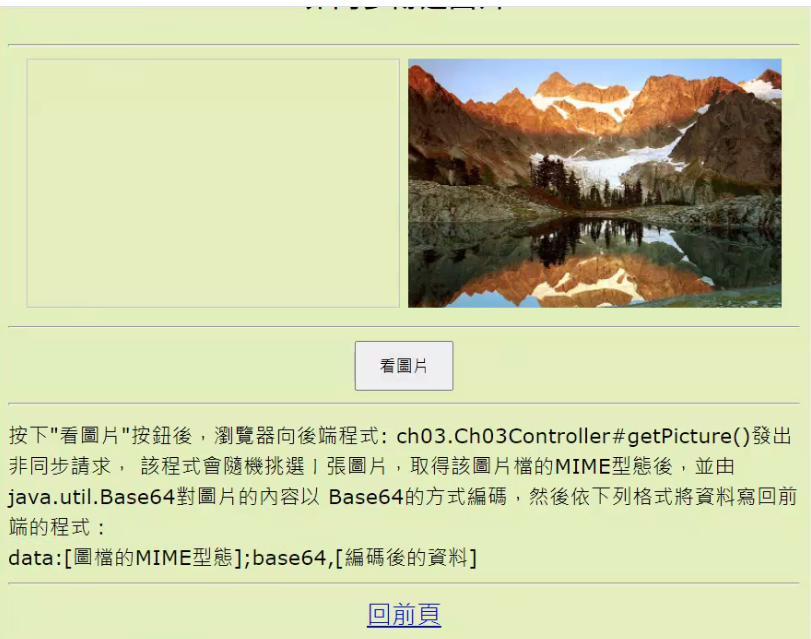 看圖片
按下"看圖片"按鈕後，瀏覽器向後端程式: ch03.Ch03Controller#getPicture()發出
非同步請求， 該程式會隨機挑選|張圖片，取得該圖片檔的MIME型態後，並由
java.util.Base64對圖片的內容以 Base64的方式編碼，然後依下列格式將資料寫回前
端的程式：
data:[圖檔的MIME型態];base64,[編碼後的資料]
回前頁